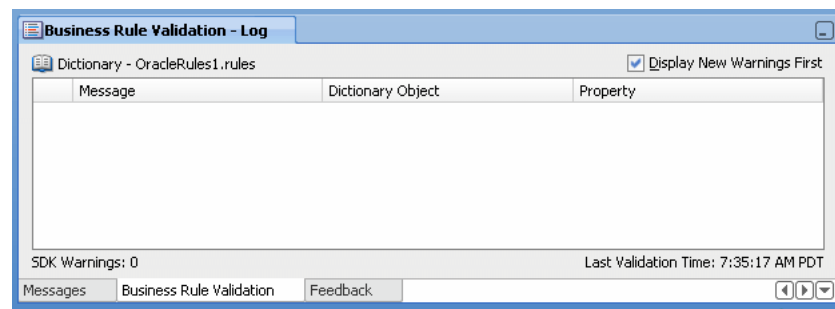 Business Rule Validation - Log
Dictionary - OracleRules1.rules Display New Warnings First
Message Dictionary Object Property
SDK Warnings: 0 Last Validation Time: 7:35:17 AM PDT
Messages Business Rule Validation Feedback